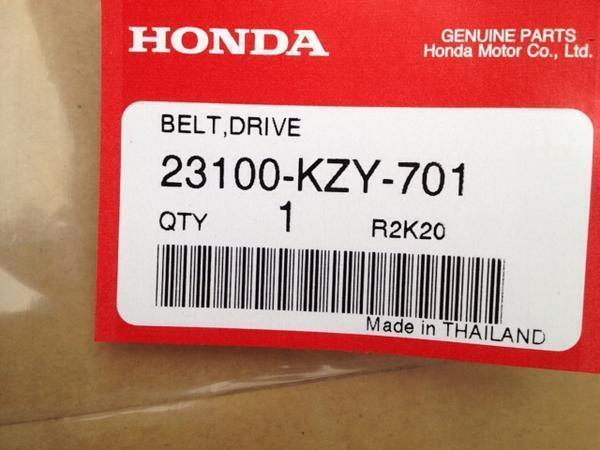 HONDA
GENUINE PARTS
Honda Motor Co., Ltd.
BELT,DRIVE
23100-KZY-701
QTY 1 R2K20
Made in THAILAND